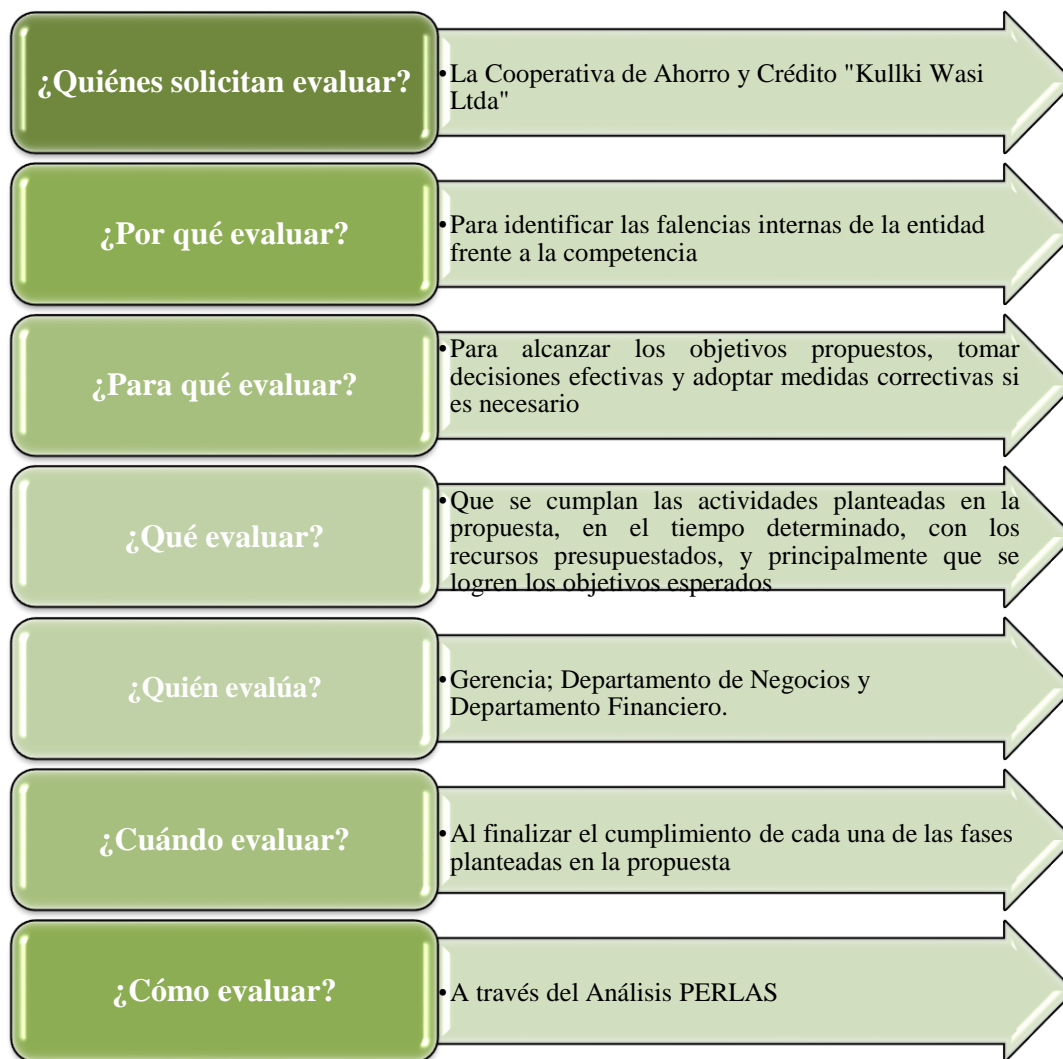 ¿Quiénes solicitan evaluar?
•La Cooperativa de Ahorro y Crédito "Kullki Wasi
Ltda"
¿Por qué evaluar?
•Para identificar las falencias internas de la entidad
frente a la competencia
¿Para qué evaluar?
•Para alcanzar los objetivos propuestos, tomar
decisiones efectivas y adoptar medidas correctivas si
es necesario
¿Qué evaluar?
•Que se cumplan las actividades planteadas en la
propuesta, en el tiempo determinado, con los
recursos presupuestados, y principalmente que se
logren los objetivos esperados
¿Quién evalúa?
•Gerencia; Departamento de Negocios y
Departamento Financiero.
¿Cuándo evaluar?
•Al finalizar el cumplimiento de cada una de las fases
planteadas en la propuesta
¿Cómo evaluar?
•A través del Análisis PERLAS